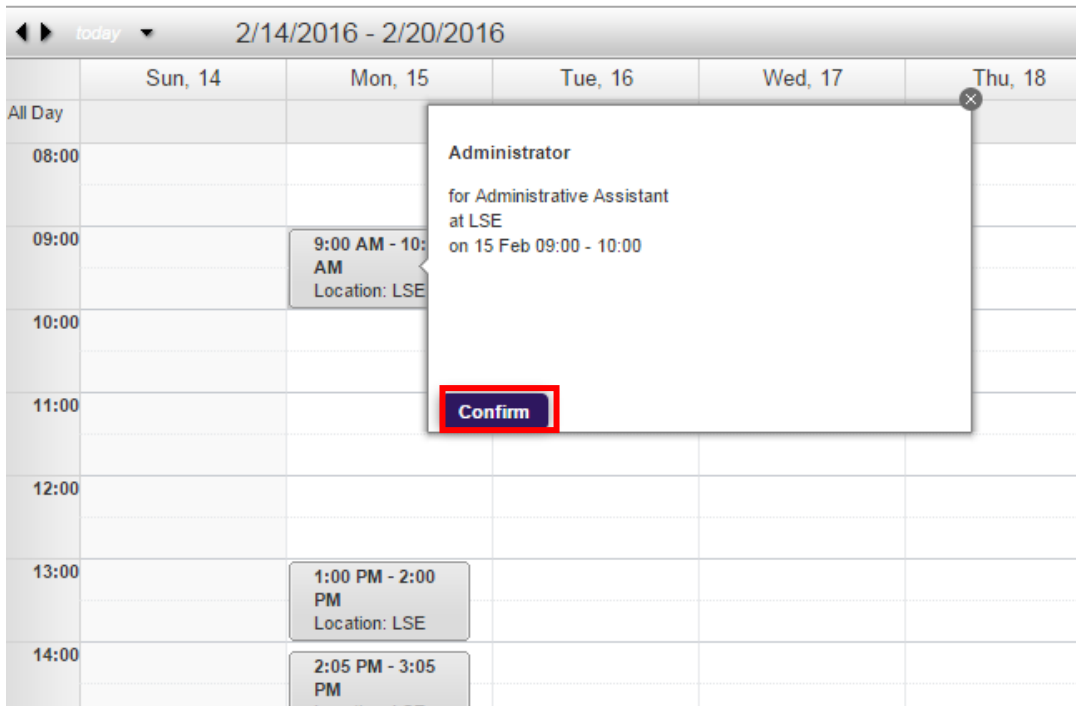 today
2/14/2016 - 2/20/2016
Sun, 14
Mon, 15
Tue, 16
Wed, 17
Thu, 18
All Day
08:00
09:00
10:00
11:00
12:00
13:00
14:00
9:00 AM - 10:
AM
Location: LSE
Administrator
for Administrative Assistant
at LSE
on 15 Feb 09:00 - 10:00
Confirm
1:00 PM - 2:00
PM
Location: LSE
2:05 PM - 3:05
PM